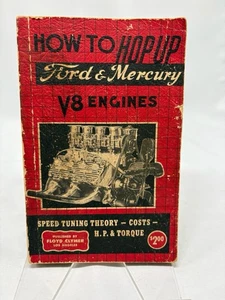 HOW TO HOP UP
Ford & Mercury
V8 ENGINES
SPEED TUNING THEORY – COSTS –
H.P. & TORQUE
PUBLISHED BY
FLOYD CLYMER
LOS ANGELES
$2.00